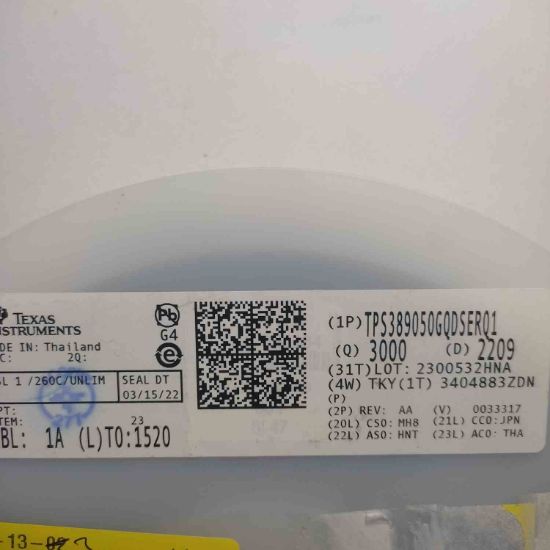 TEXAS
INSTRUMENTS
DE IN: Thailand
C: 2Q:
SL 1 /260C/UNLIM
SEAL DT
03/15/22
PT:
TEM: 23
BL: 1A (L)TO:1520
Pb
G4
e
(1P) TPS389050GQDSERQ1
(Q) 3000 (D) 2209
(31T)LOT: 2300532HNA
(4W) TKY(1T) 3404883ZDN
(P)
(2P) REV: AA (V) 0033317
(20L) CSO: MH8 (21L) CCO:JPN
(22L) ASO: HNT (23L) ACO: THA